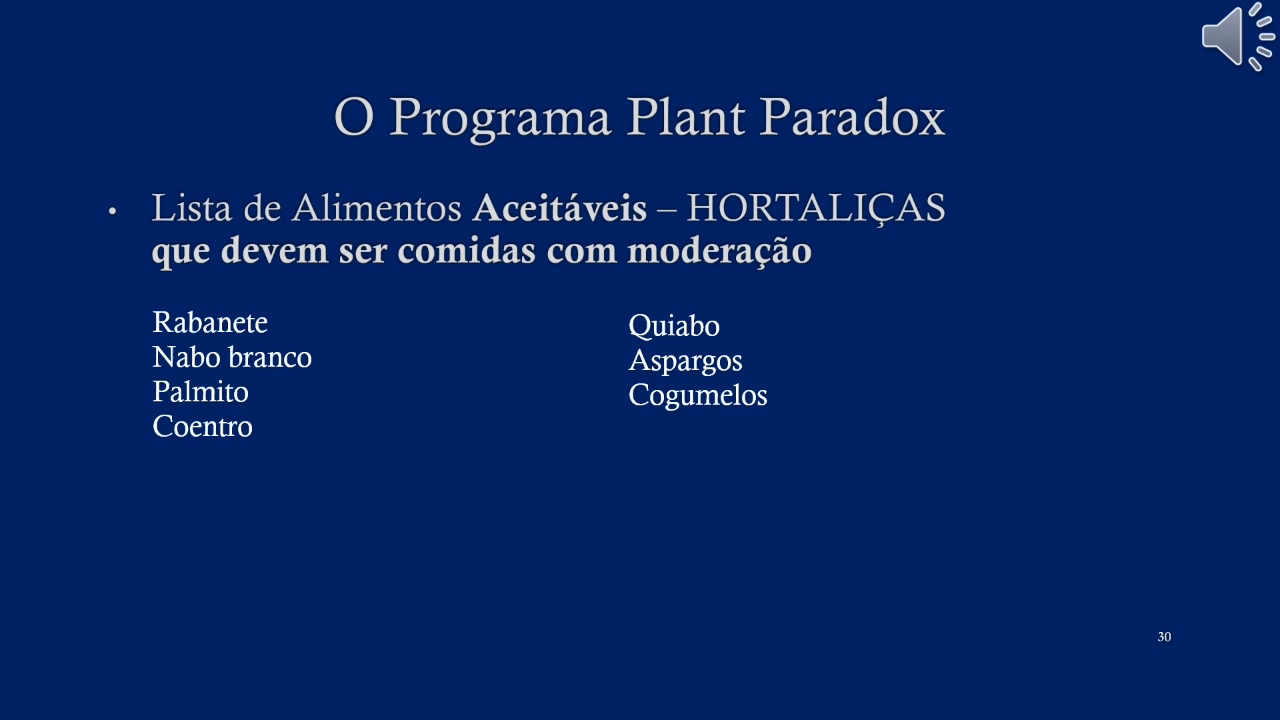 O Programa Plant Paradox
• Lista de Alimentos Aceitáveis – HORTALIÇAS
que devem ser comidas com moderação
Rabanete
Nabo branco
Palmito
Coentro
Quiabo
Aspargos
Cogumelos
30